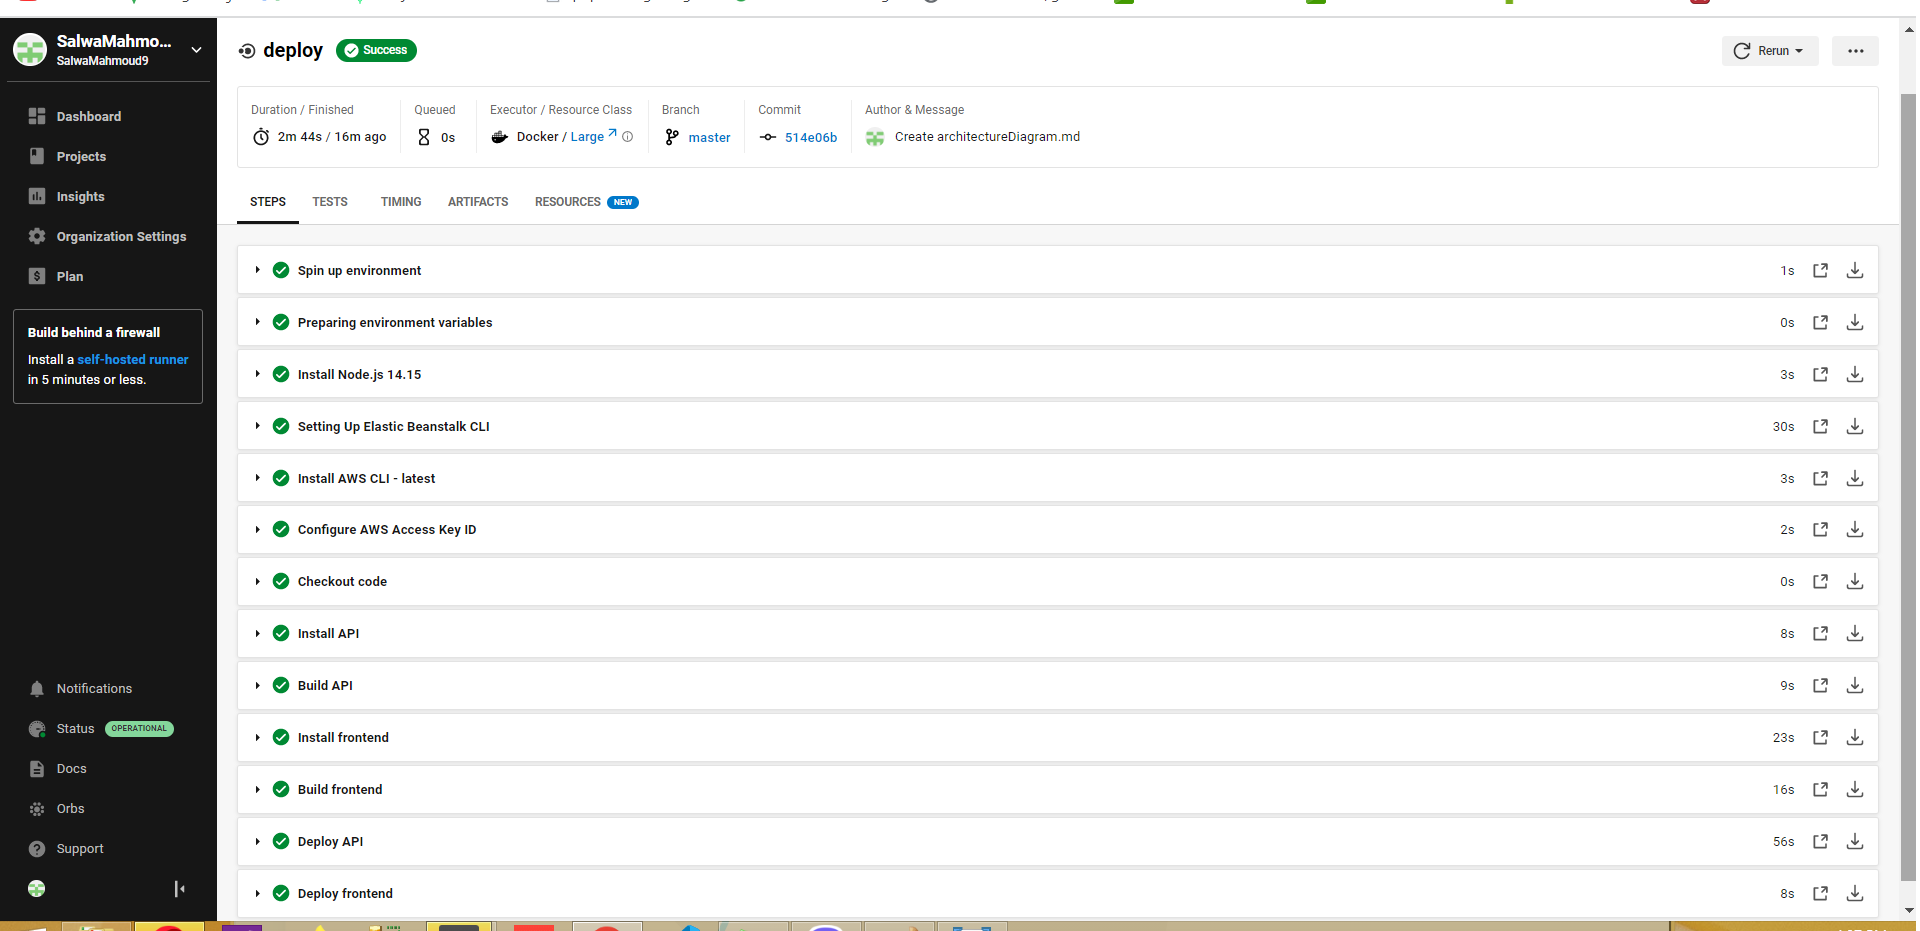 SalwaMahmo...
SalwaMahmoud9
Dashboard
Projects
Insights
Organization Settings
Plan
Build behind a firewall
Install a self-hosted runner
in 5 minutes or less.
Notifications
Status OPERATIONAL
Docs
Orbs
Support
deploy Success
Rerun
Duration / Finished
2m 44s / 16m ago
Queued
0s
Executor / Resource Class
Docker / Large
Branch
master
Commit
514e06b
Author & Message
Create architectureDiagram.md
STEPS TESTS TIMING ARTIFACTS RESOURCES NEW
Spin up environment 1s
Preparing environment variables 0s
Install Node.js 14.15 3s
Setting Up Elastic Beanstalk CLI 30s
Install AWS CLI - latest 3s
Configure AWS Access Key ID 2s
Checkout code 0s
Install API 8s
Build API 9s
Install frontend 23s
Build frontend 16s
Deploy API 56s
Deploy frontend 8s